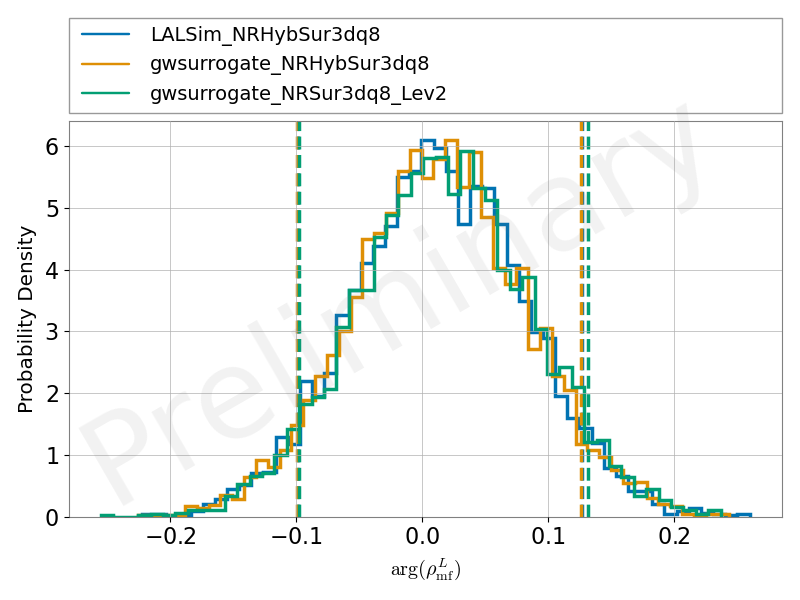 LALSim_NRHybSur3dq8
gwsurrogate_NRHybSur3dq8
gwsurrogate_NRSur3dq8_Lev2
Preliminary
Probability Density
6
5
4
3
2
1
0
−0.2 −0.1 0.0 0.1 0.2
arg(ρ_mf^L)